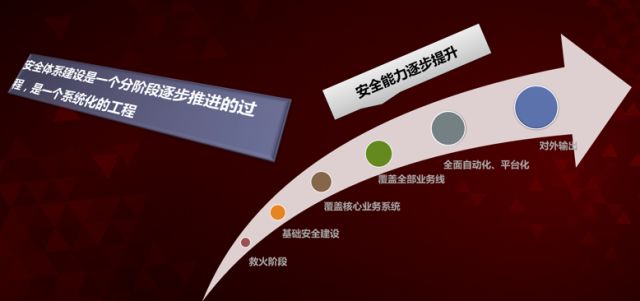 安全体系建设是一个分阶段逐步推进的过
程，是一个系统化的工程
安全能力逐步提升
对外输出
全面自动化、平台化
覆盖全部业务线
覆盖核心业务系统
基础安全建设
救火阶段